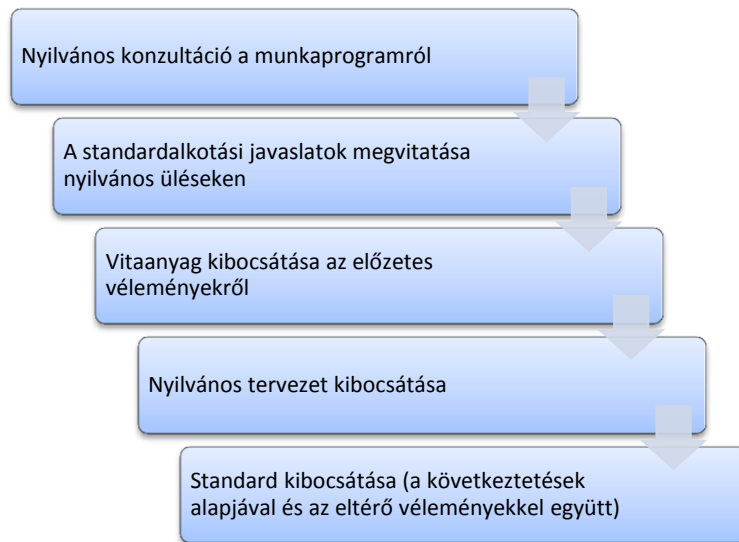 Nyilvános konzultáció a munkaprogramról
A standardalkotási javaslatok megvitatása
nyilvános üléseken
Vitaanyag kibocsátása az előzetes
véleményekről
Nyilvános tervezet kibocsátása
Standard kibocsátása (a következtetések
alapjával és az eltérő véleményekkel együtt)